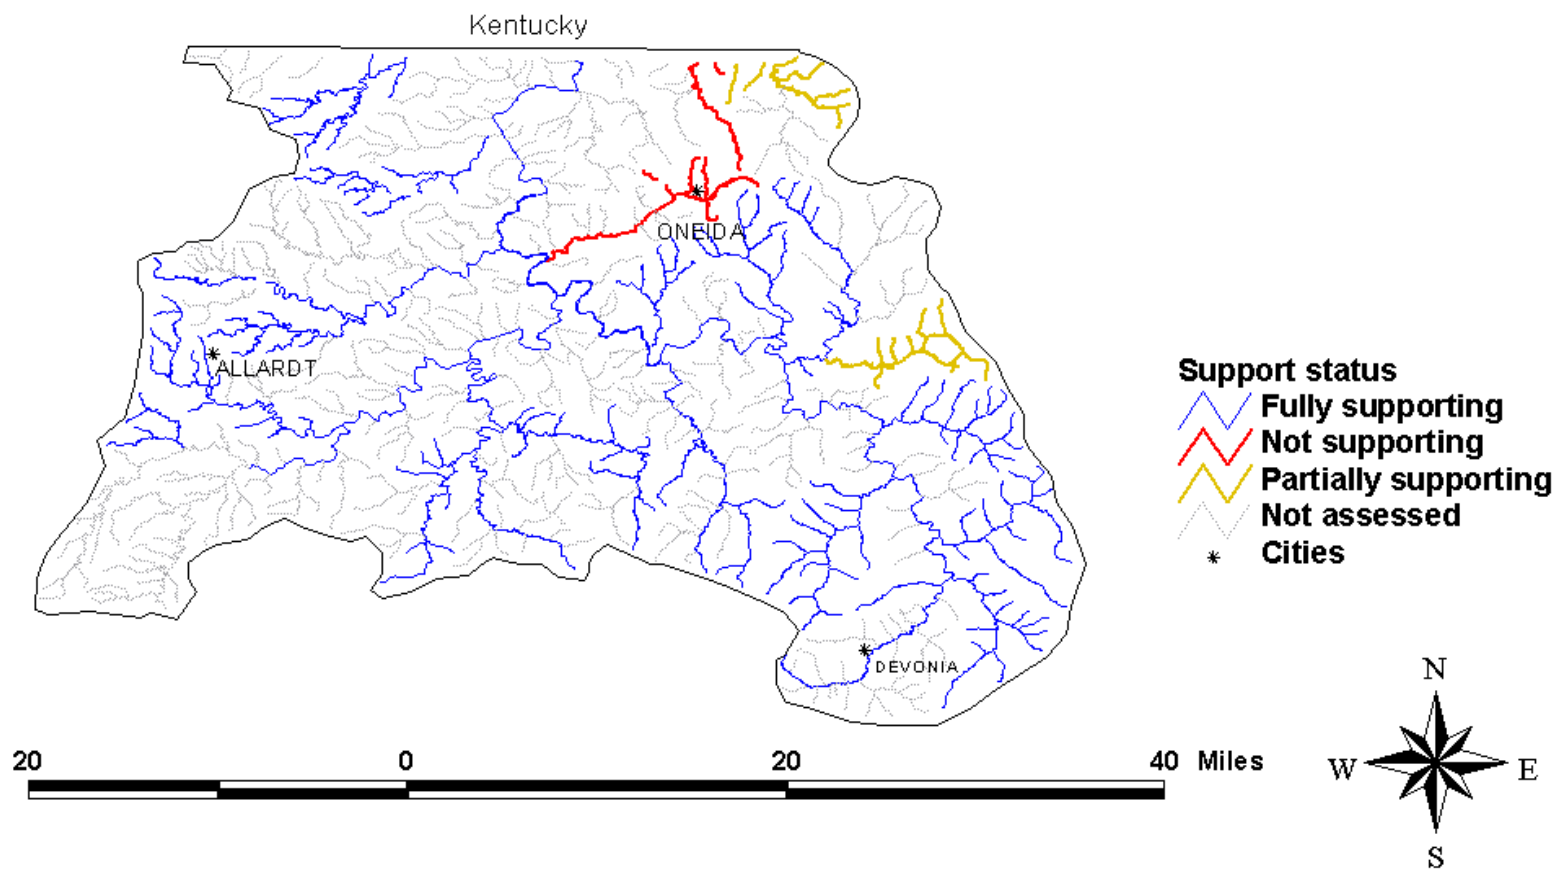 Kentucky
ONEIDA
ALLARDT
DEVONIA
Support status
Fully supporting
Not supporting
Partially supporting
Not assessed
Cities
20 0 20 40 Miles
N
W E
S